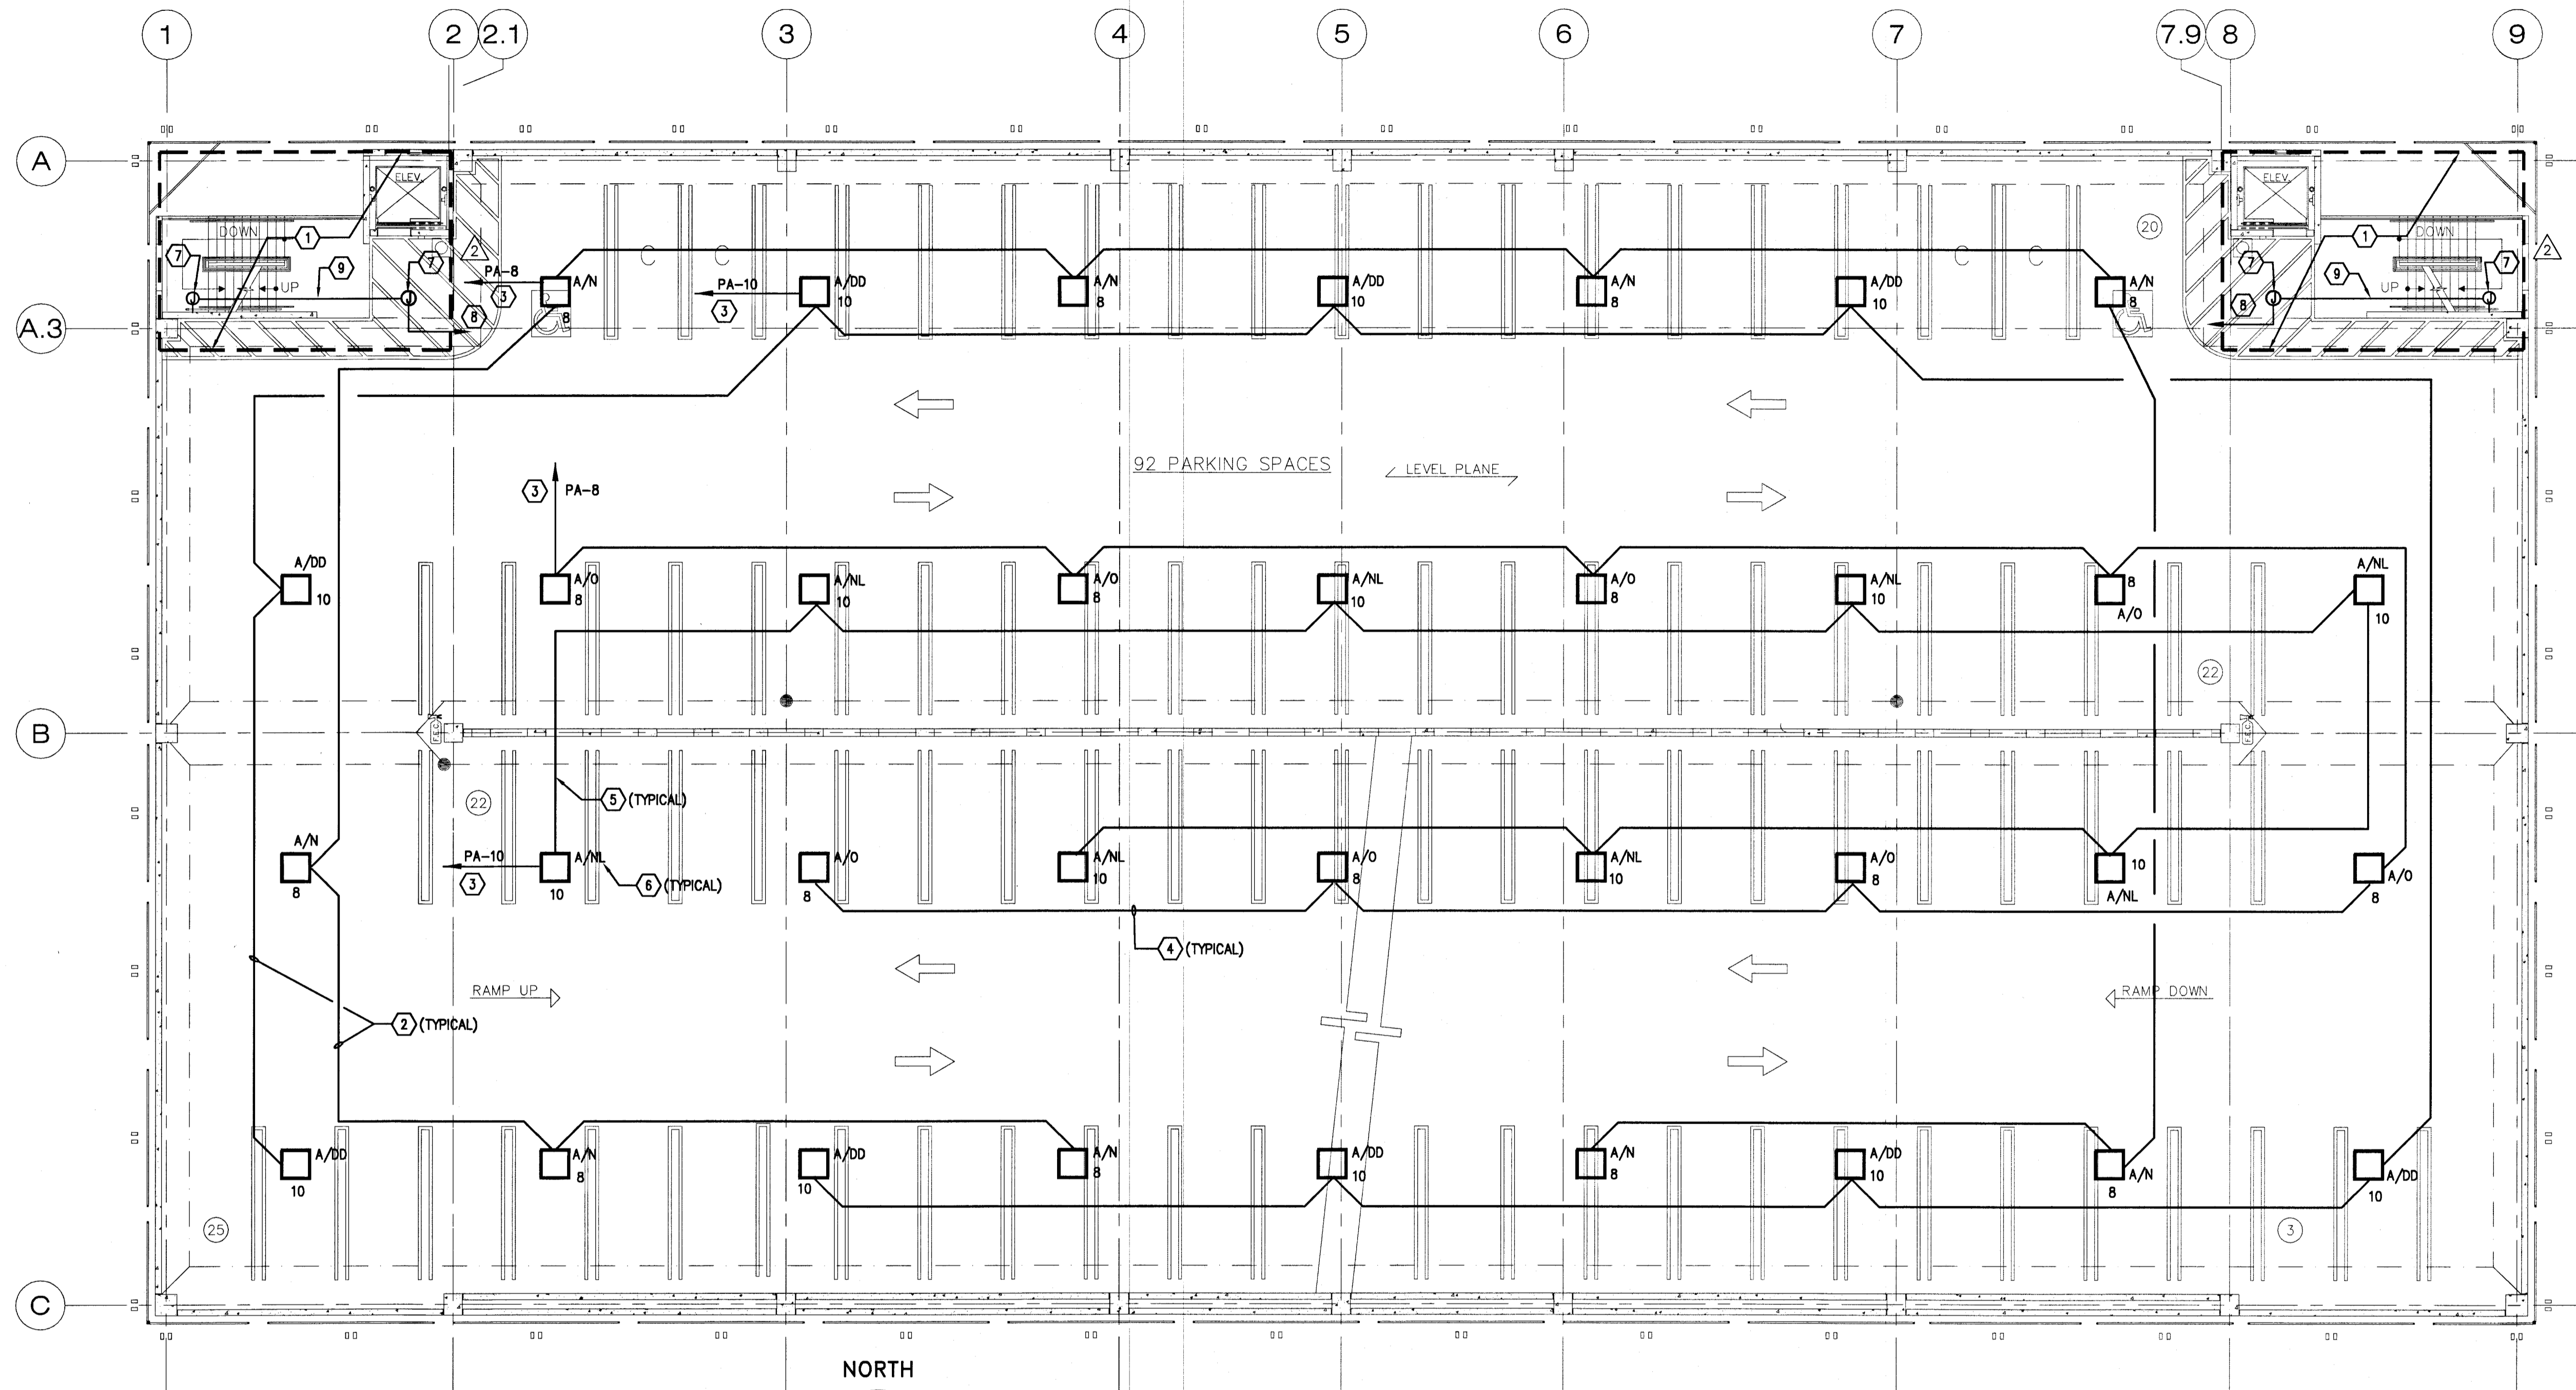 1 2 2.1 3 4 5 6 7 7.9 8 9
A
ELEV. ELEV.
DOWN 1 20 1 DOWN
7 9 7 2 7 9 7 2
PA-8 A/N PA-10 A/DD A/N A/DD A/N A/DD A/N
UP 3 10 8 10 8 10 8 UP
8 8 3 8
A.3
92 PARKING SPACES LEVEL PLANE
3 PA-8
A/DD A/O A/NL A/O A/NL A/O A/NL 8 A/NL
10 8 10 8 10 8 10 A/O 10
22
B
F.E.C. F.E.C.
22 5 (TYPICAL)
A/N PA-10 A/NL A/O A/NL A/O A/NL A/O 10 A/O
8 3 10 6 (TYPICAL) 8 10 8 10 8 A/NL 8
4 (TYPICAL)
RAMP UP RAMP DOWN
2 (TYPICAL)
A/DD A/N A/DD A/N A/DD A/N A/DD A/N A/DD
10 8 10 8 10 8 10 8 10
25 3
C
NORTH